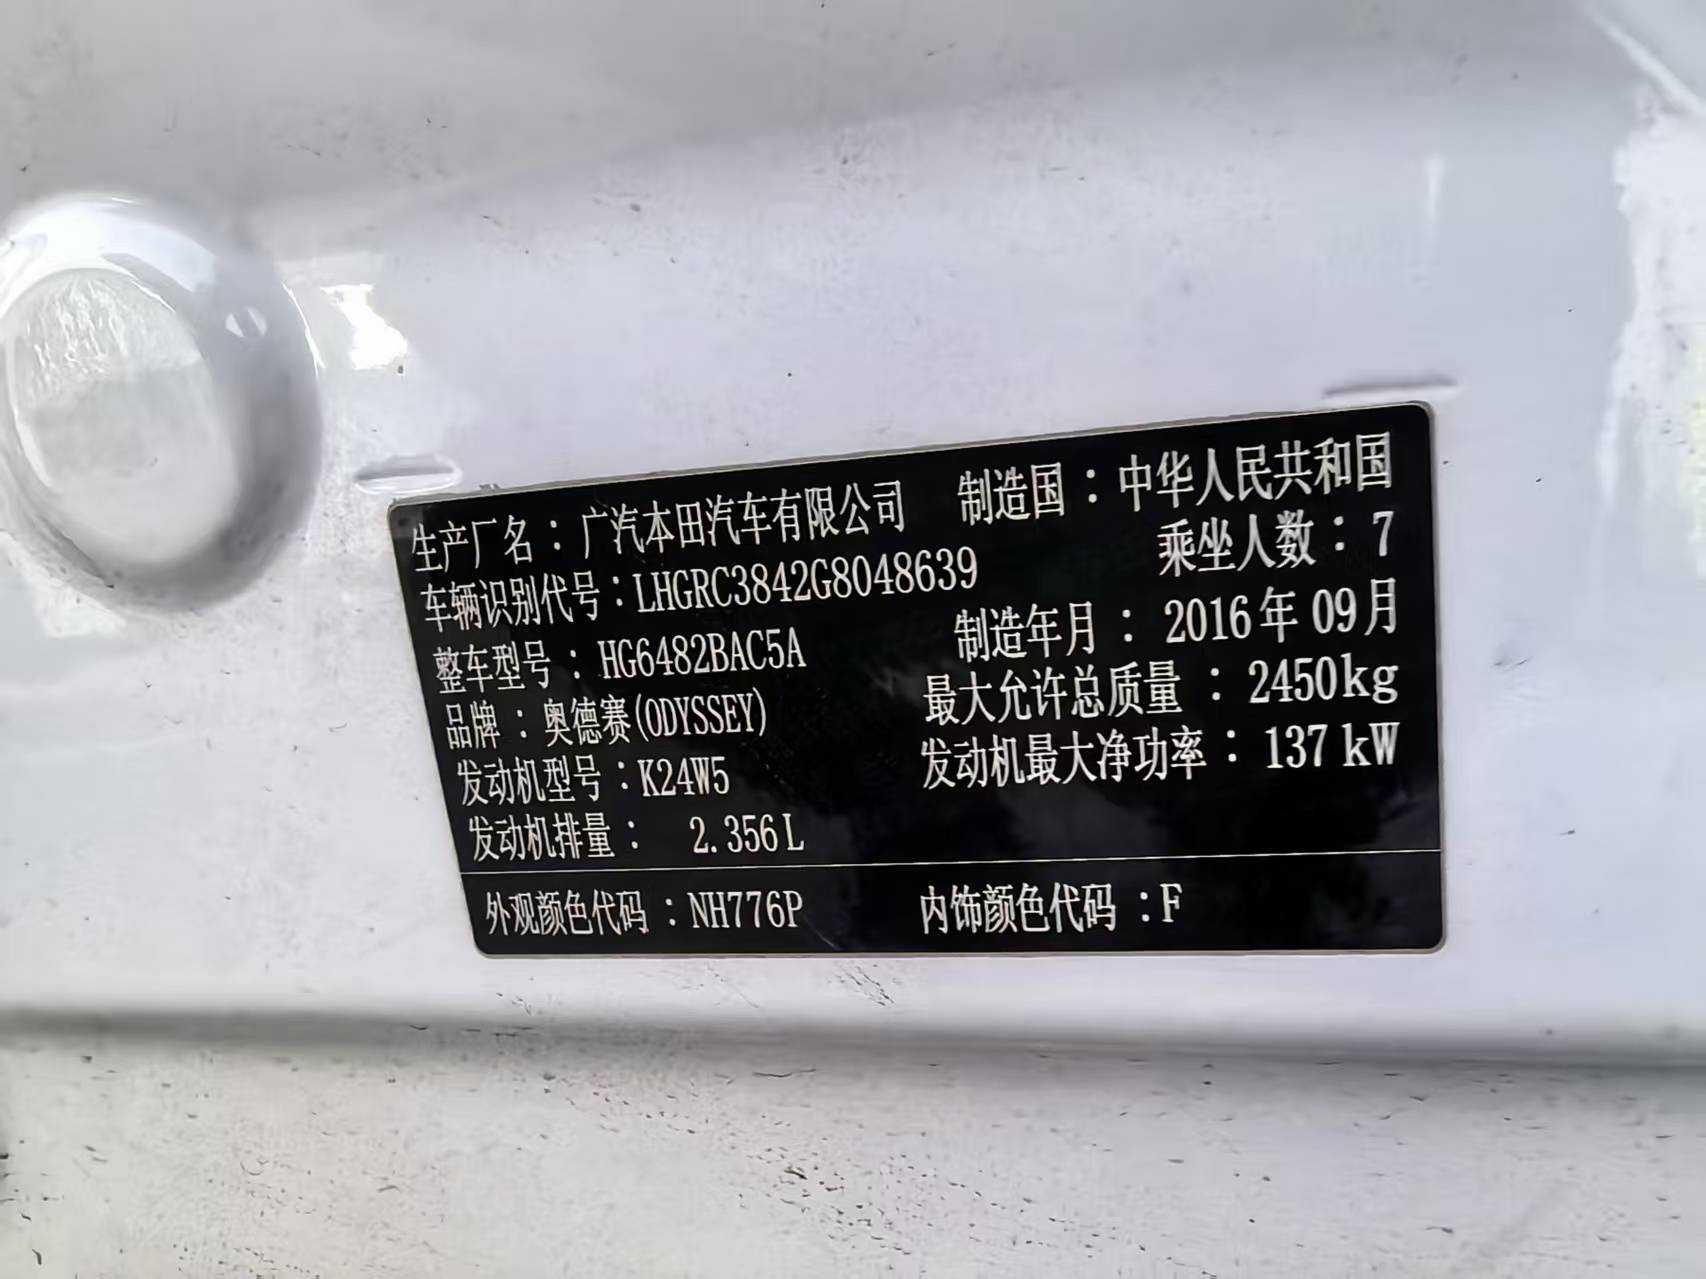 生产厂名：广汽本田汽车有限公司 制造国：中华人民共和国
车辆识别代号：LHGRC3842G8048639 乘坐人数：7
整车型号：HG6482BAC5A 制造年月：2016年09月
品牌：奥德赛(ODYSSEY) 最大允许总质量：2450kg
发动机型号：K24W5 发动机最大净功率：137kW
发动机排量：2.356L
外观颜色代码：NH776P 内饰颜色代码：F